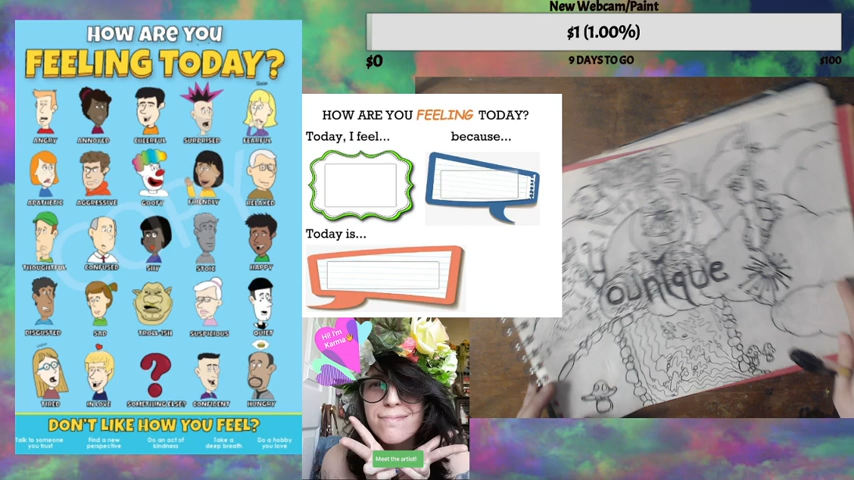 HOW ARE YOU
FEELING TODAY?
ANGRY
ANNOYED
CHEERFUL
SURPRISED
FEARFUL
APATHETIC
AGGRESSIVE
GOOFY
FRIENDLY
RELAXED
THOUGHTFUL
CONFUSED
SHY
STOIC
HAPPY
DISGUSTED
SAD
TROLL-ISH
SUSPICIOUS
QUIET
TIRED
IN LOVE
SOMETHING ELSE?
CONFIDENT
HUNGRY
DON'T LIKE HOW YOU FEEL?
Talk to someone
you trust
Find a new
perspective
Do an act of
kindness
Take a
deep breath
Do a hobby
you love
COPY
HOW ARE YOU FEELING TODAY?
Today, I feel...
because...
Today is...
Hi! I'm
Karma
Meet the artist!
New Webcam/Paint
$1 (1.00%)
$0
9 DAYS TO GO
$100
ounique